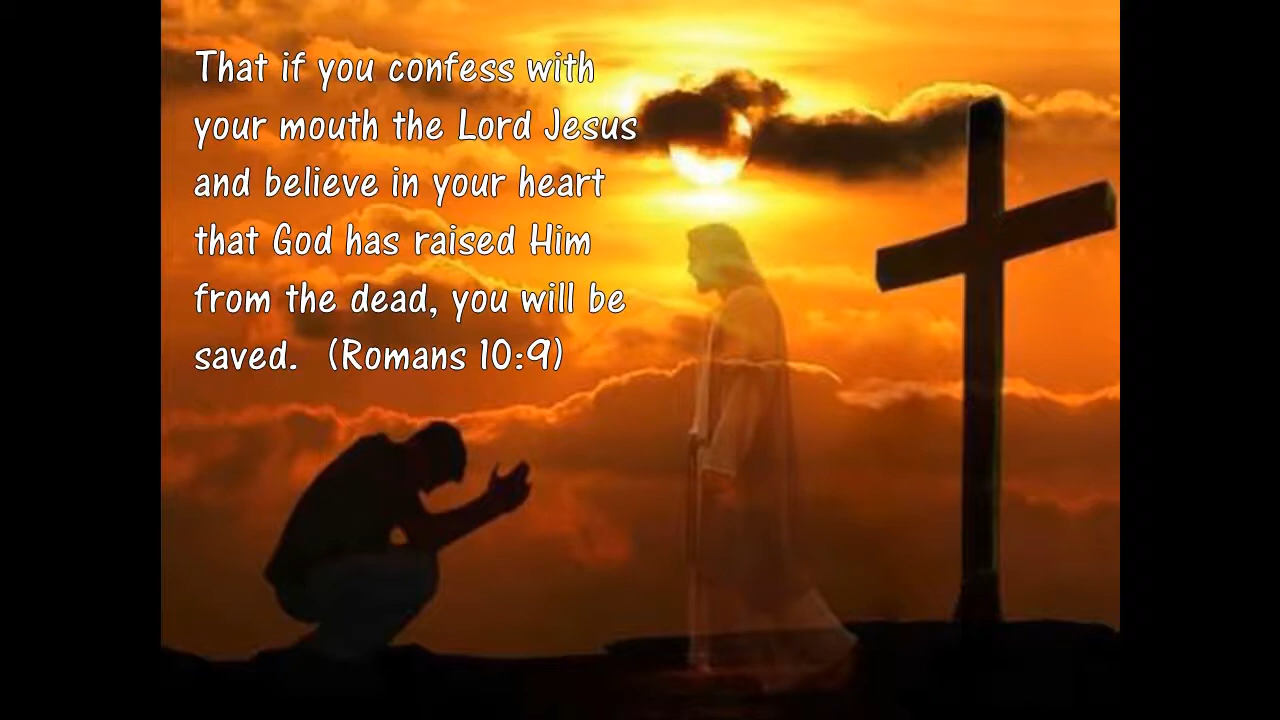 That if you confess with
your mouth the Lord Jesus
and believe in your heart
that God has raised Him
from the dead, you will be
saved.  (Romans 10:9)